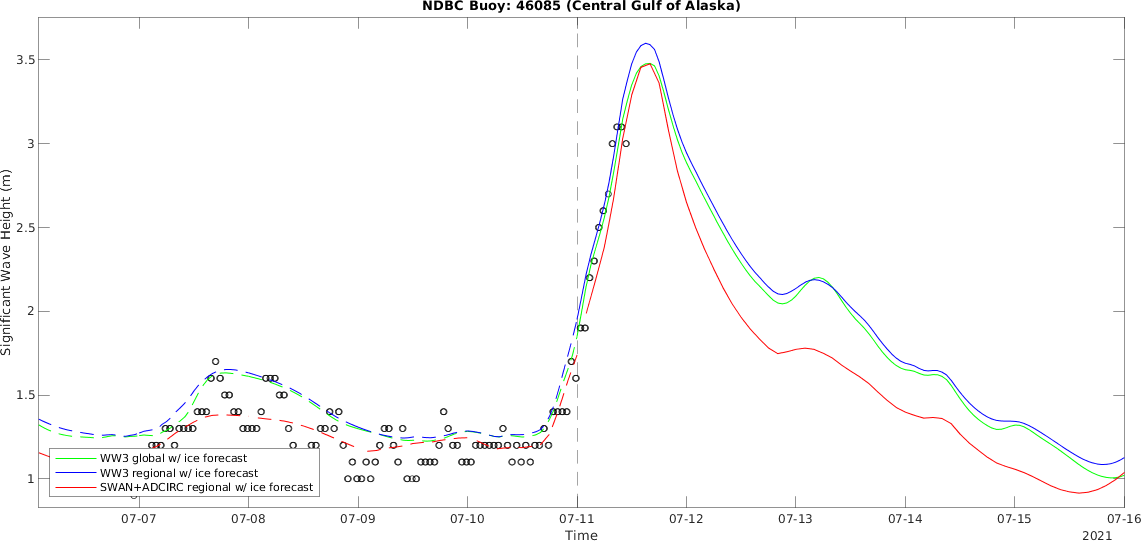 NDBC Buoy: 46085 (Central Gulf of Alaska)
Significant Wave Height (m)
3.5
3
2.5
2
1.5
1
WW3 global w/ ice forecast
WW3 regional w/ ice forecast
SWAN+ADCIRC regional w/ ice forecast
07-07 07-08 07-09 07-10 07-11 07-12 07-13 07-14 07-15 07-16
Time
2021